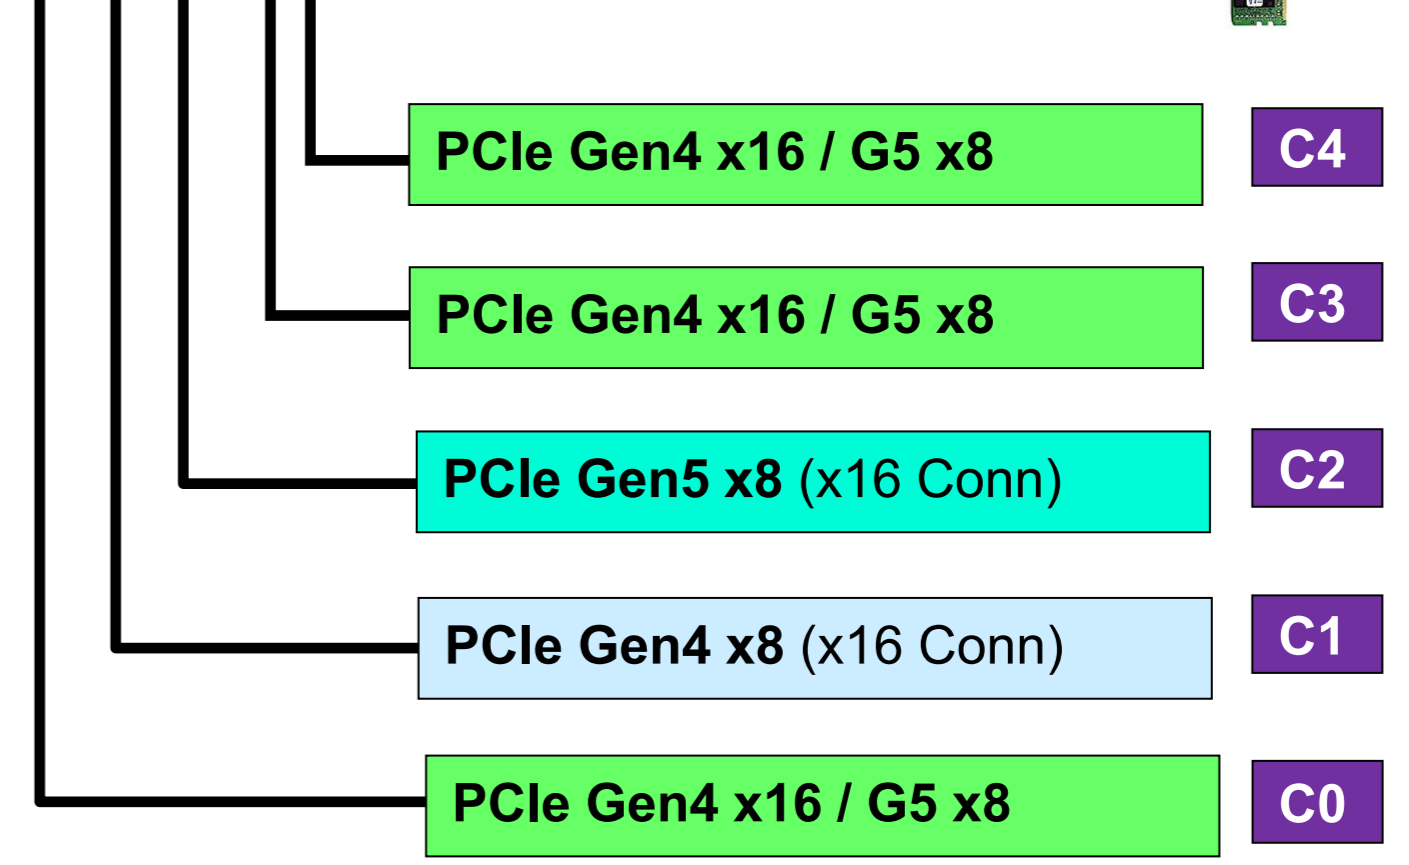 PCIe Gen4 x16 / G5 x8 C4
PCIe Gen4 x16 / G5 x8 C3
PCIe Gen5 x8 (x16 Conn) C2
PCIe Gen4 x8 (x16 Conn) C1
PCIe Gen4 x16 / G5 x8 C0